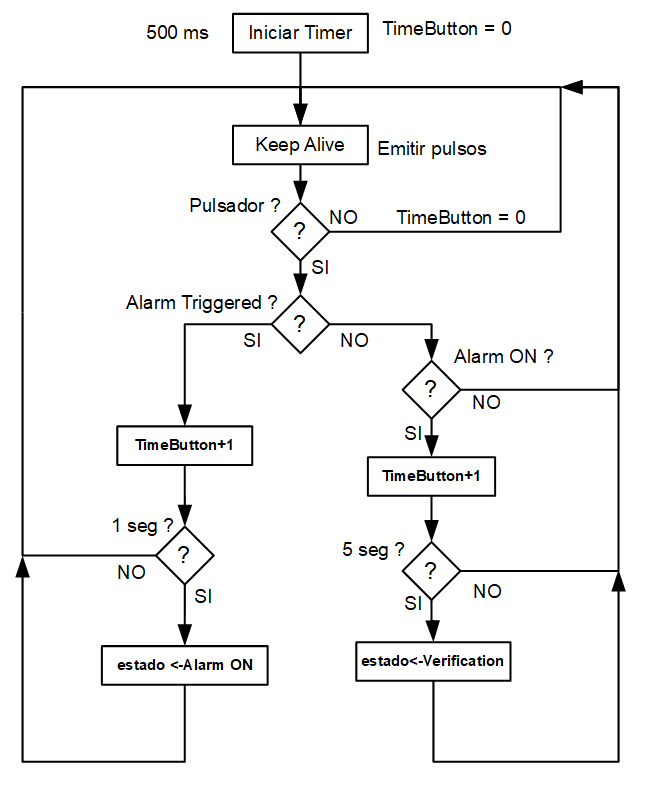 500 ms
Iniciar Timer
TimeButton = 0
Keep Alive
Emitir pulsos
Pulsador ?
?
NO
TimeButton = 0
SI
Alarm Triggered ?
?
SI
NO
Alarm ON ?
?
NO
SI
TimeButton+1
TimeButton+1
1 seg ?
?
NO
SI
5 seg ?
?
NO
SI
estado <-Alarm ON
estado<-Verification